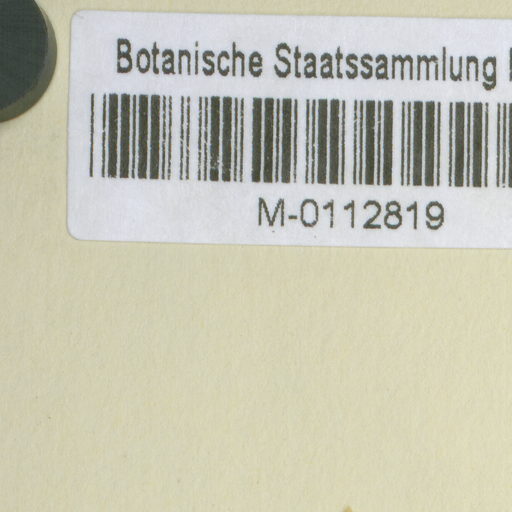 Botanische Staatssammlung
M-0112819